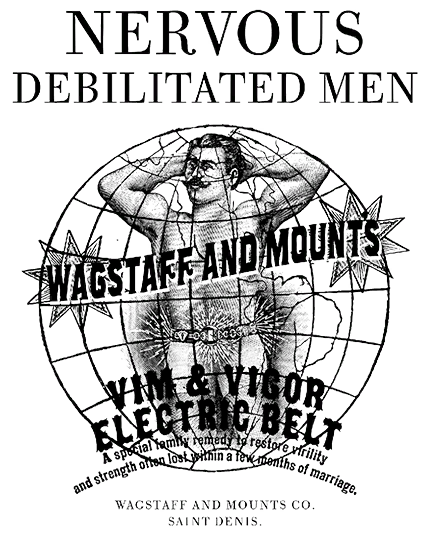 NERVOUS
DEBILITATED MEN
WAGSTAFF AND MOUNT'S
VIM & VIGOR
ELECTRIC BELT
A special family remedy to restore virility
and strength often lost within a few months of marriage.
WAGSTAFF AND MOUNTS CO.
SAINT DENIS.